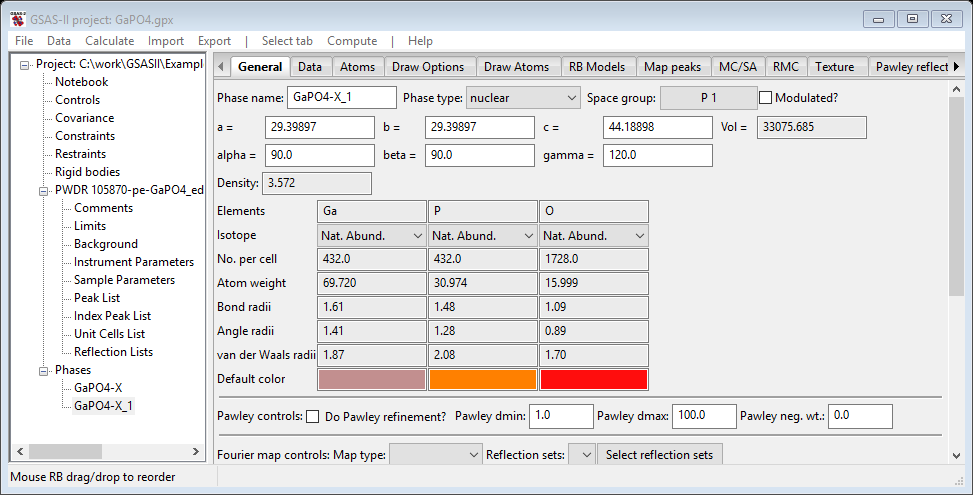 GSAS-II project: GaPO4.gpx
File Data Calculate Import Export | Select tab Compute | Help
Project: C:\work\GSASII\Exampl
Notebook
Controls
Covariance
Constraints
Restraints
Rigid bodies
PWDR 105870-pe-GaPO4_ed
Comments
Limits
Background
Instrument Parameters
Sample Parameters
Peak List
Index Peak List
Unit Cells List
Reflection Lists
Phases
GaPO4-X
GaPO4-X_1
General Data Atoms Draw Options Draw Atoms RB Models Map peaks MC/SA RMC Texture Pawley reflect
Phase name: GaPO4-X_1 Phase type: nuclear Space group: P 1 Modulated?
a = 29.39897 b = 29.39897 c = 44.18898 Vol = 33075.685
alpha = 90.0 beta = 90.0 gamma = 120.0
Density: 3.572
Elements Ga P O
Isotope Nat. Abund. Nat. Abund. Nat. Abund.
No. per cell 432.0 432.0 1728.0
Atom weight 69.720 30.974 15.999
Bond radii 1.61 1.48 1.09
Angle radii 1.41 1.28 0.89
van der Waals radii 1.87 2.08 1.70
Default color
Pawley controls: Do Pawley refinement? Pawley dmin: 1.0 Pawley dmax: 100.0 Pawley neg. wt.: 0.0
Fourier map controls: Map type: Reflection sets: Select reflection sets
Mouse RB drag/drop to reorder